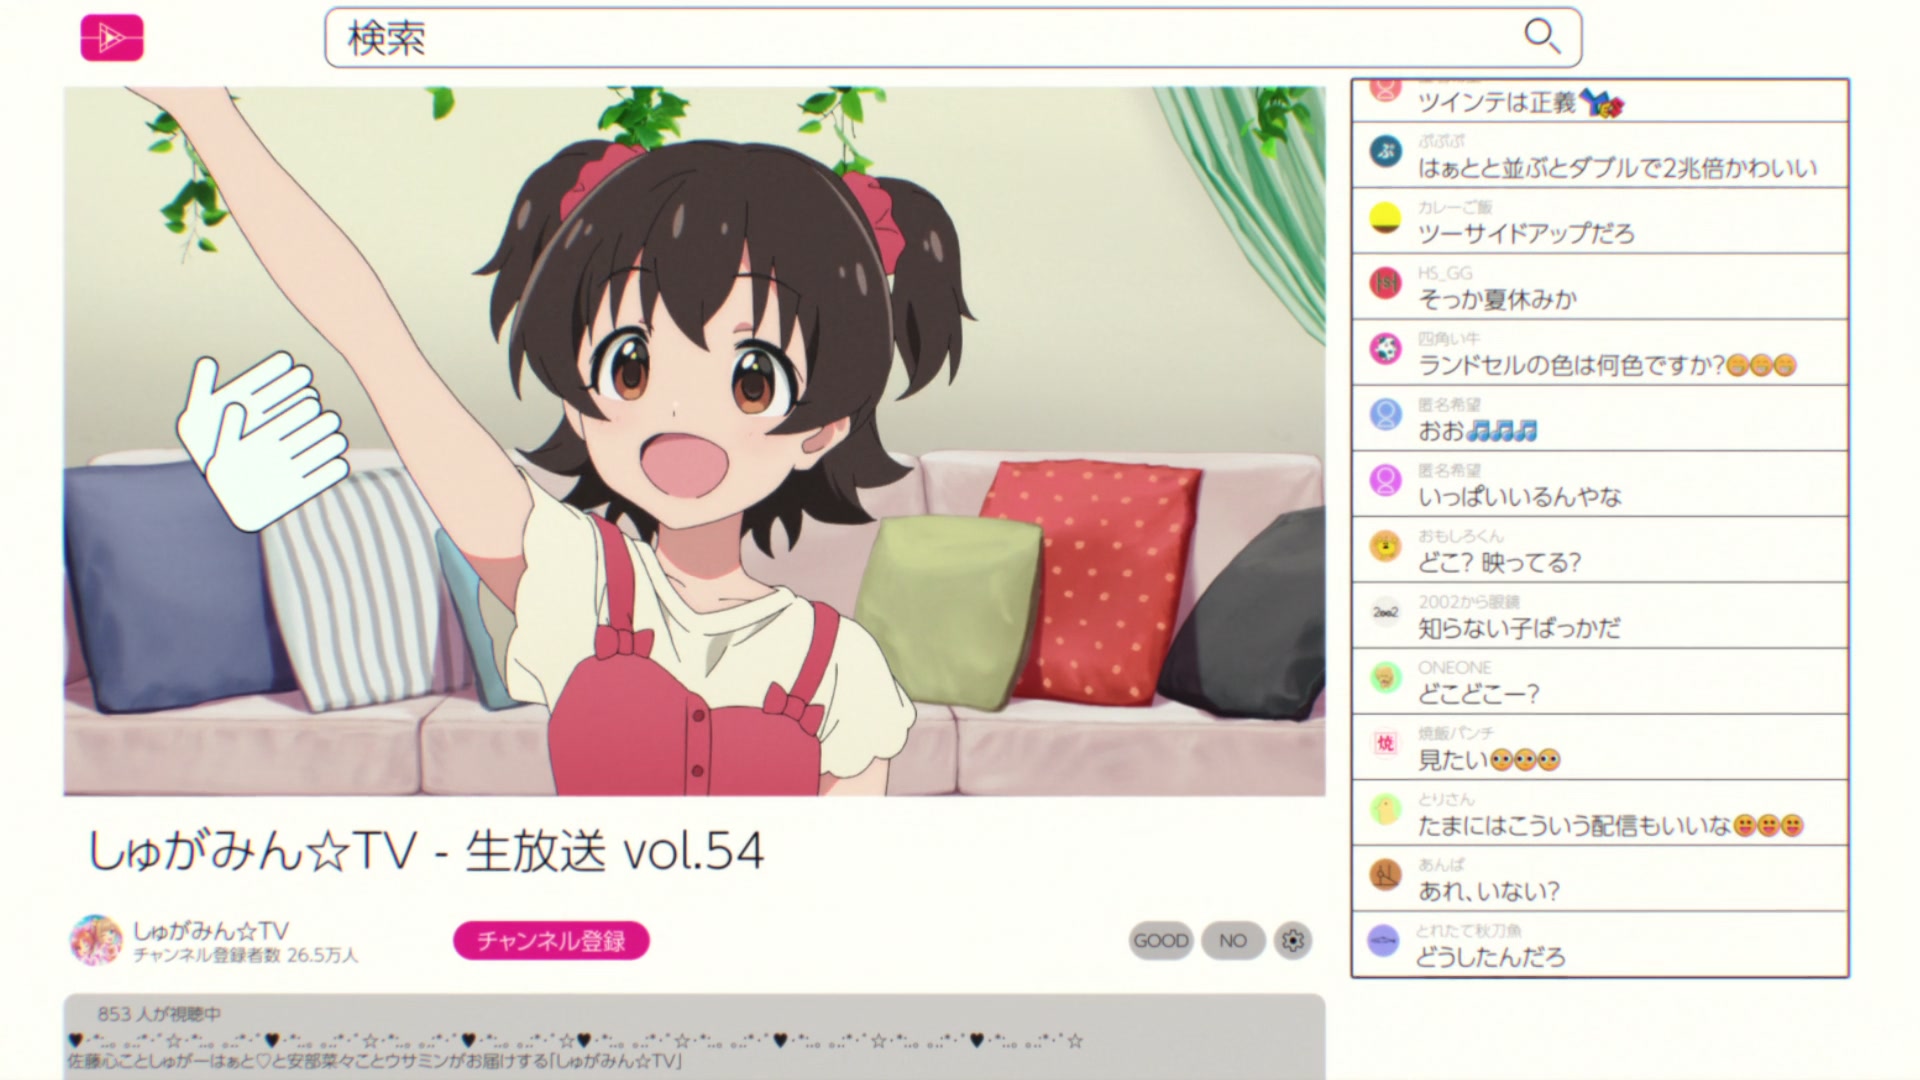 検索
ツインテは正義
ぷぷぷ
はぁとと並ぶとダブルで2兆倍かわいい
カレーご飯
ツーサイドアップだろ
HS_GG
そっか夏休みか
四角い牛
ランドセルの色は何色ですか?😁😁😁
匿名希望
おお🎵🎵🎵
匿名希望
いっぱいいるんやな
おもしろくん
どこ? 映ってる?
2002から眼鏡
知らない子ばっかだ
ONEONE
どこどこー?
焼飯パンチ
見たい😳😳😳
とりさん
たまにはこういう配信もいいな😛😛😛
あんぱ
あれ、いない?
とれたて秋刀魚
どうしたんだろ
しゅがみん☆TV - 生放送 vol.54
しゅがみん☆TV
チャンネル登録者数 26.5万人
チャンネル登録
GOOD
NO
853 人が視聴中
佐藤心ことしゅがーはぁと♡と安部菜々ことウサミンがお届けする「しゅがみん☆TV」